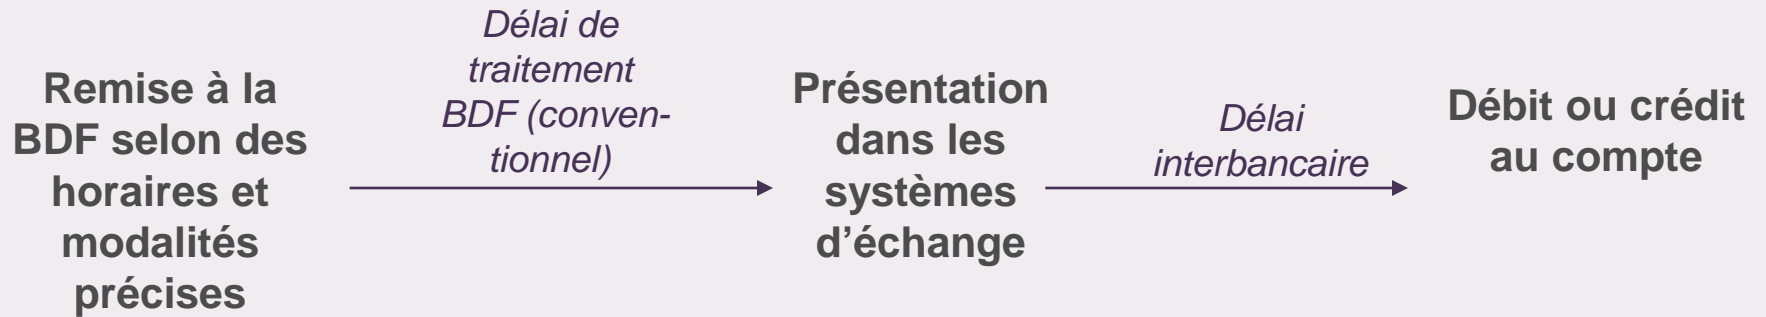 Remise à la
BDF selon des
horaires et
modalités
précises
Délai de
traitement
BDF (conven-
tionnel)
Présentation
dans les
systèmes
d'échange
Délai
interbancaire
Débit ou crédit
au compte